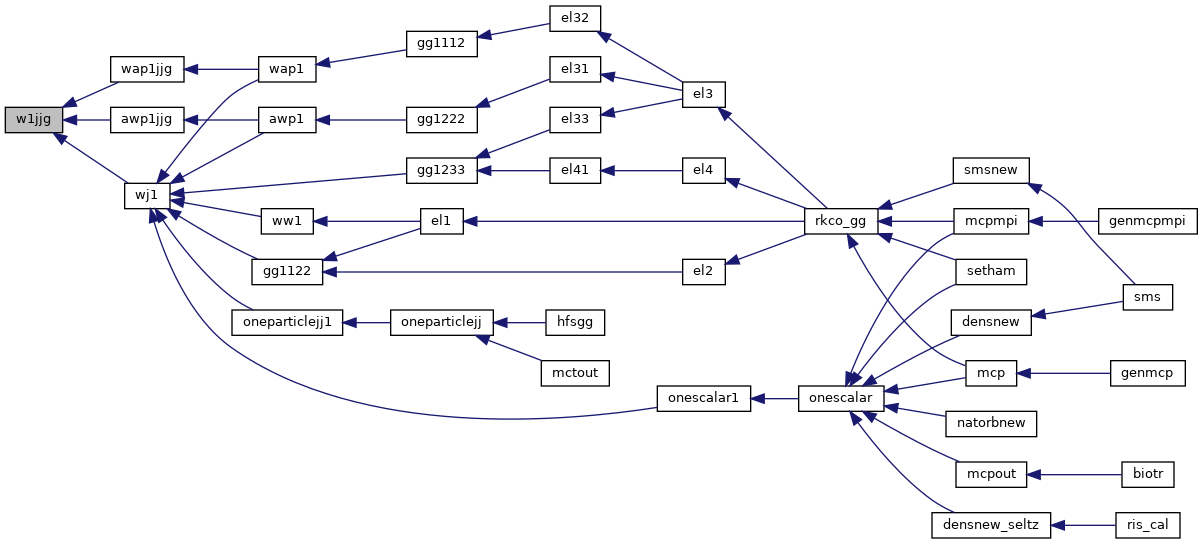 w1jjg
wap1jjg
awp1jjg
wj1
wap1
awp1
ww1
gg1122
oneparticlejj1
gg1112
gg1222
gg1233
el1
oneparticlejj
el32
el31
el33
el41
hfsgg
mctout
el3
el4
el2
onescalar1
rkco_gg
onescalar
smsnew
mcpmpi
setham
densnew
mcp
natorbnew
mcpout
densnew_seltz
genmcpmpi
sms
genmcp
biotr
ris_cal